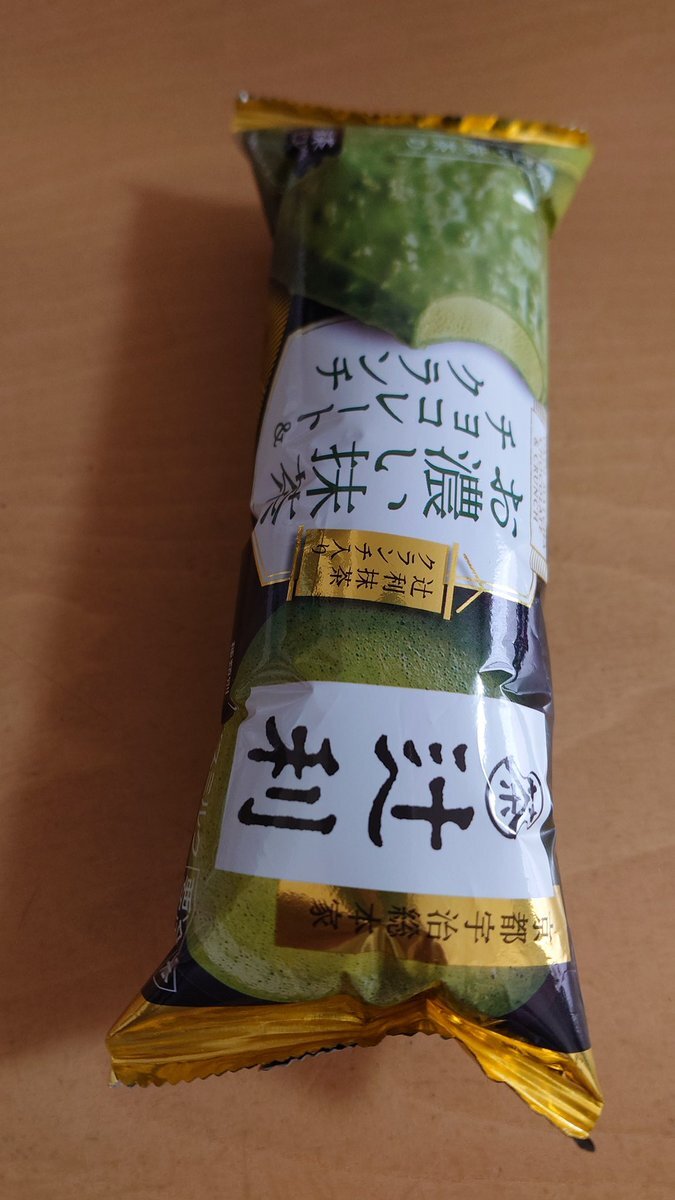 京都宇治総本家
茶
辻利
辻利抹茶
クランチ入り
お濃い抹茶
チョコレート&
クランチ